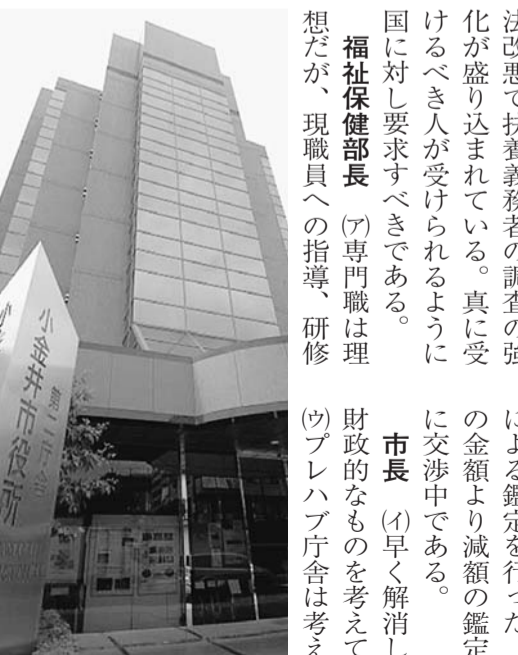 法改悪で扶養義務者の調査の強
化が盛り込まれている。真に受
けるべき人が受けられるように
国に対し要求すべきである。
福祉保健部長 ㋐専門職は理
想だが、現職員への指導、研修
による鑑定を行った
の金額より減額の鑑定
に交渉中である。
市長 ㋑早く解消し
財政的なものを考えて
㋒プレハブ庁舎は考え
小金井市役所
第二庁舎